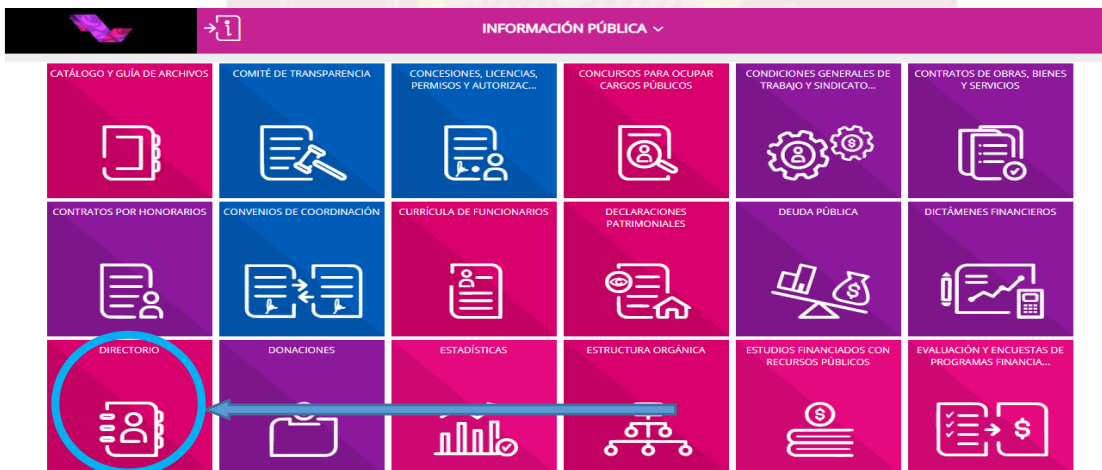 INFORMACIÓN PÚBLICA
CATÁLOGO Y GUÍA DE ARCHIVOS
COMITÉ DE TRANSPARENCIA
CONCESIONES, LICENCIAS,
PERMISOS Y AUTORIZAC...
CONCURSOS PARA OCUPAR
CARGOS PÚBLICOS
CONDICIONES GENERALES DE
TRABAJO Y SINDICATO...
CONTRATOS DE OBRAS, BIENES
Y SERVICIOS
CONTRATOS POR HONORARIOS
CONVENIOS DE COORDINACIÓN
CURRÍCULA DE FUNCIONARIOS
DECLARACIONES
PATRIMONIALES
DEUDA PÚBLICA
DICTÁMENES FINANCIEROS
DIRECTORIO
DONACIONES
ESTADÍSTICAS
ESTRUCTURA ORGÁNICA
ESTUDIOS FINANCIADOS CON
RECURSOS PÚBLICOS
EVALUACIÓN Y ENCUESTAS DE
PROGRAMAS FINANCIA...